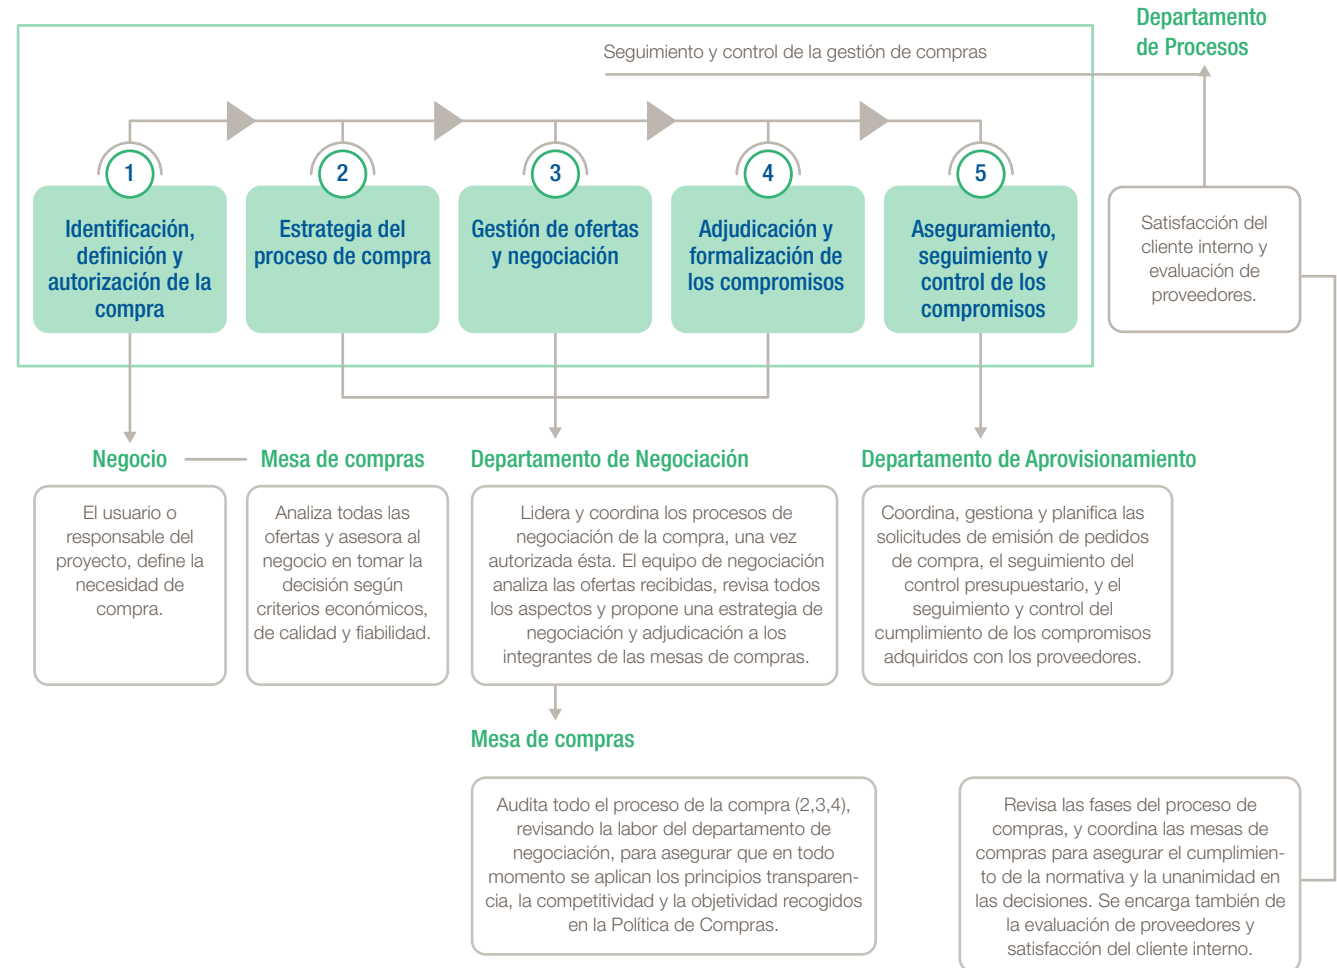 Departamento
de Procesos
Seguimiento y control de la gestión de compras
1
Identificación,
definición y
autorización de la
compra
2
Estrategia del
proceso de compra
3
Gestión de ofertas
y negociación
4
Adjudicación y
formalización de
los compromisos
5
Aseguramiento,
seguimiento y
control de los
compromisos
Satisfacción del
cliente interno y
evaluación de
proveedores.
Negocio
El usuario o
responsable del
proyecto, define la
necesidad de
compra.
Mesa de compras
Analiza todas las
ofertas y asesora al
negocio en tomar la
decisión según
criterios económicos,
de calidad y fiabilidad.
Departamento de Negociación
Lidera y coordina los procesos de
negociación de la compra, una vez
autorizada ésta. El equipo de negociación
analiza las ofertas recibidas, revisa todos
los aspectos y propone una estrategia de
negociación y adjudicación a los
integrantes de las mesas de compras.
Departamento de Aprovisionamiento
Coordina, gestiona y planifica las
solicitudes de emisión de pedidos
de compra, el seguimiento del
control presupuestario, y el
seguimiento y control del
cumplimiento de los compromisos
adquiridos con los proveedores.
Mesa de compras
Audita todo el proceso de la compra (2,3,4),
revisando la labor del departamento de
negociación, para asegurar que en todo
momento se aplican los principios transparen-
cia, la competitividad y la objetividad recogidos
en la Política de Compras.
Revisa las fases del proceso de
compras, y coordina las mesas de
compras para asegurar el cumplimien-
to de la normativa y la unanimidad en
las decisiones. Se encarga también de
la evaluación de proveedores y
satisfacción del cliente interno.